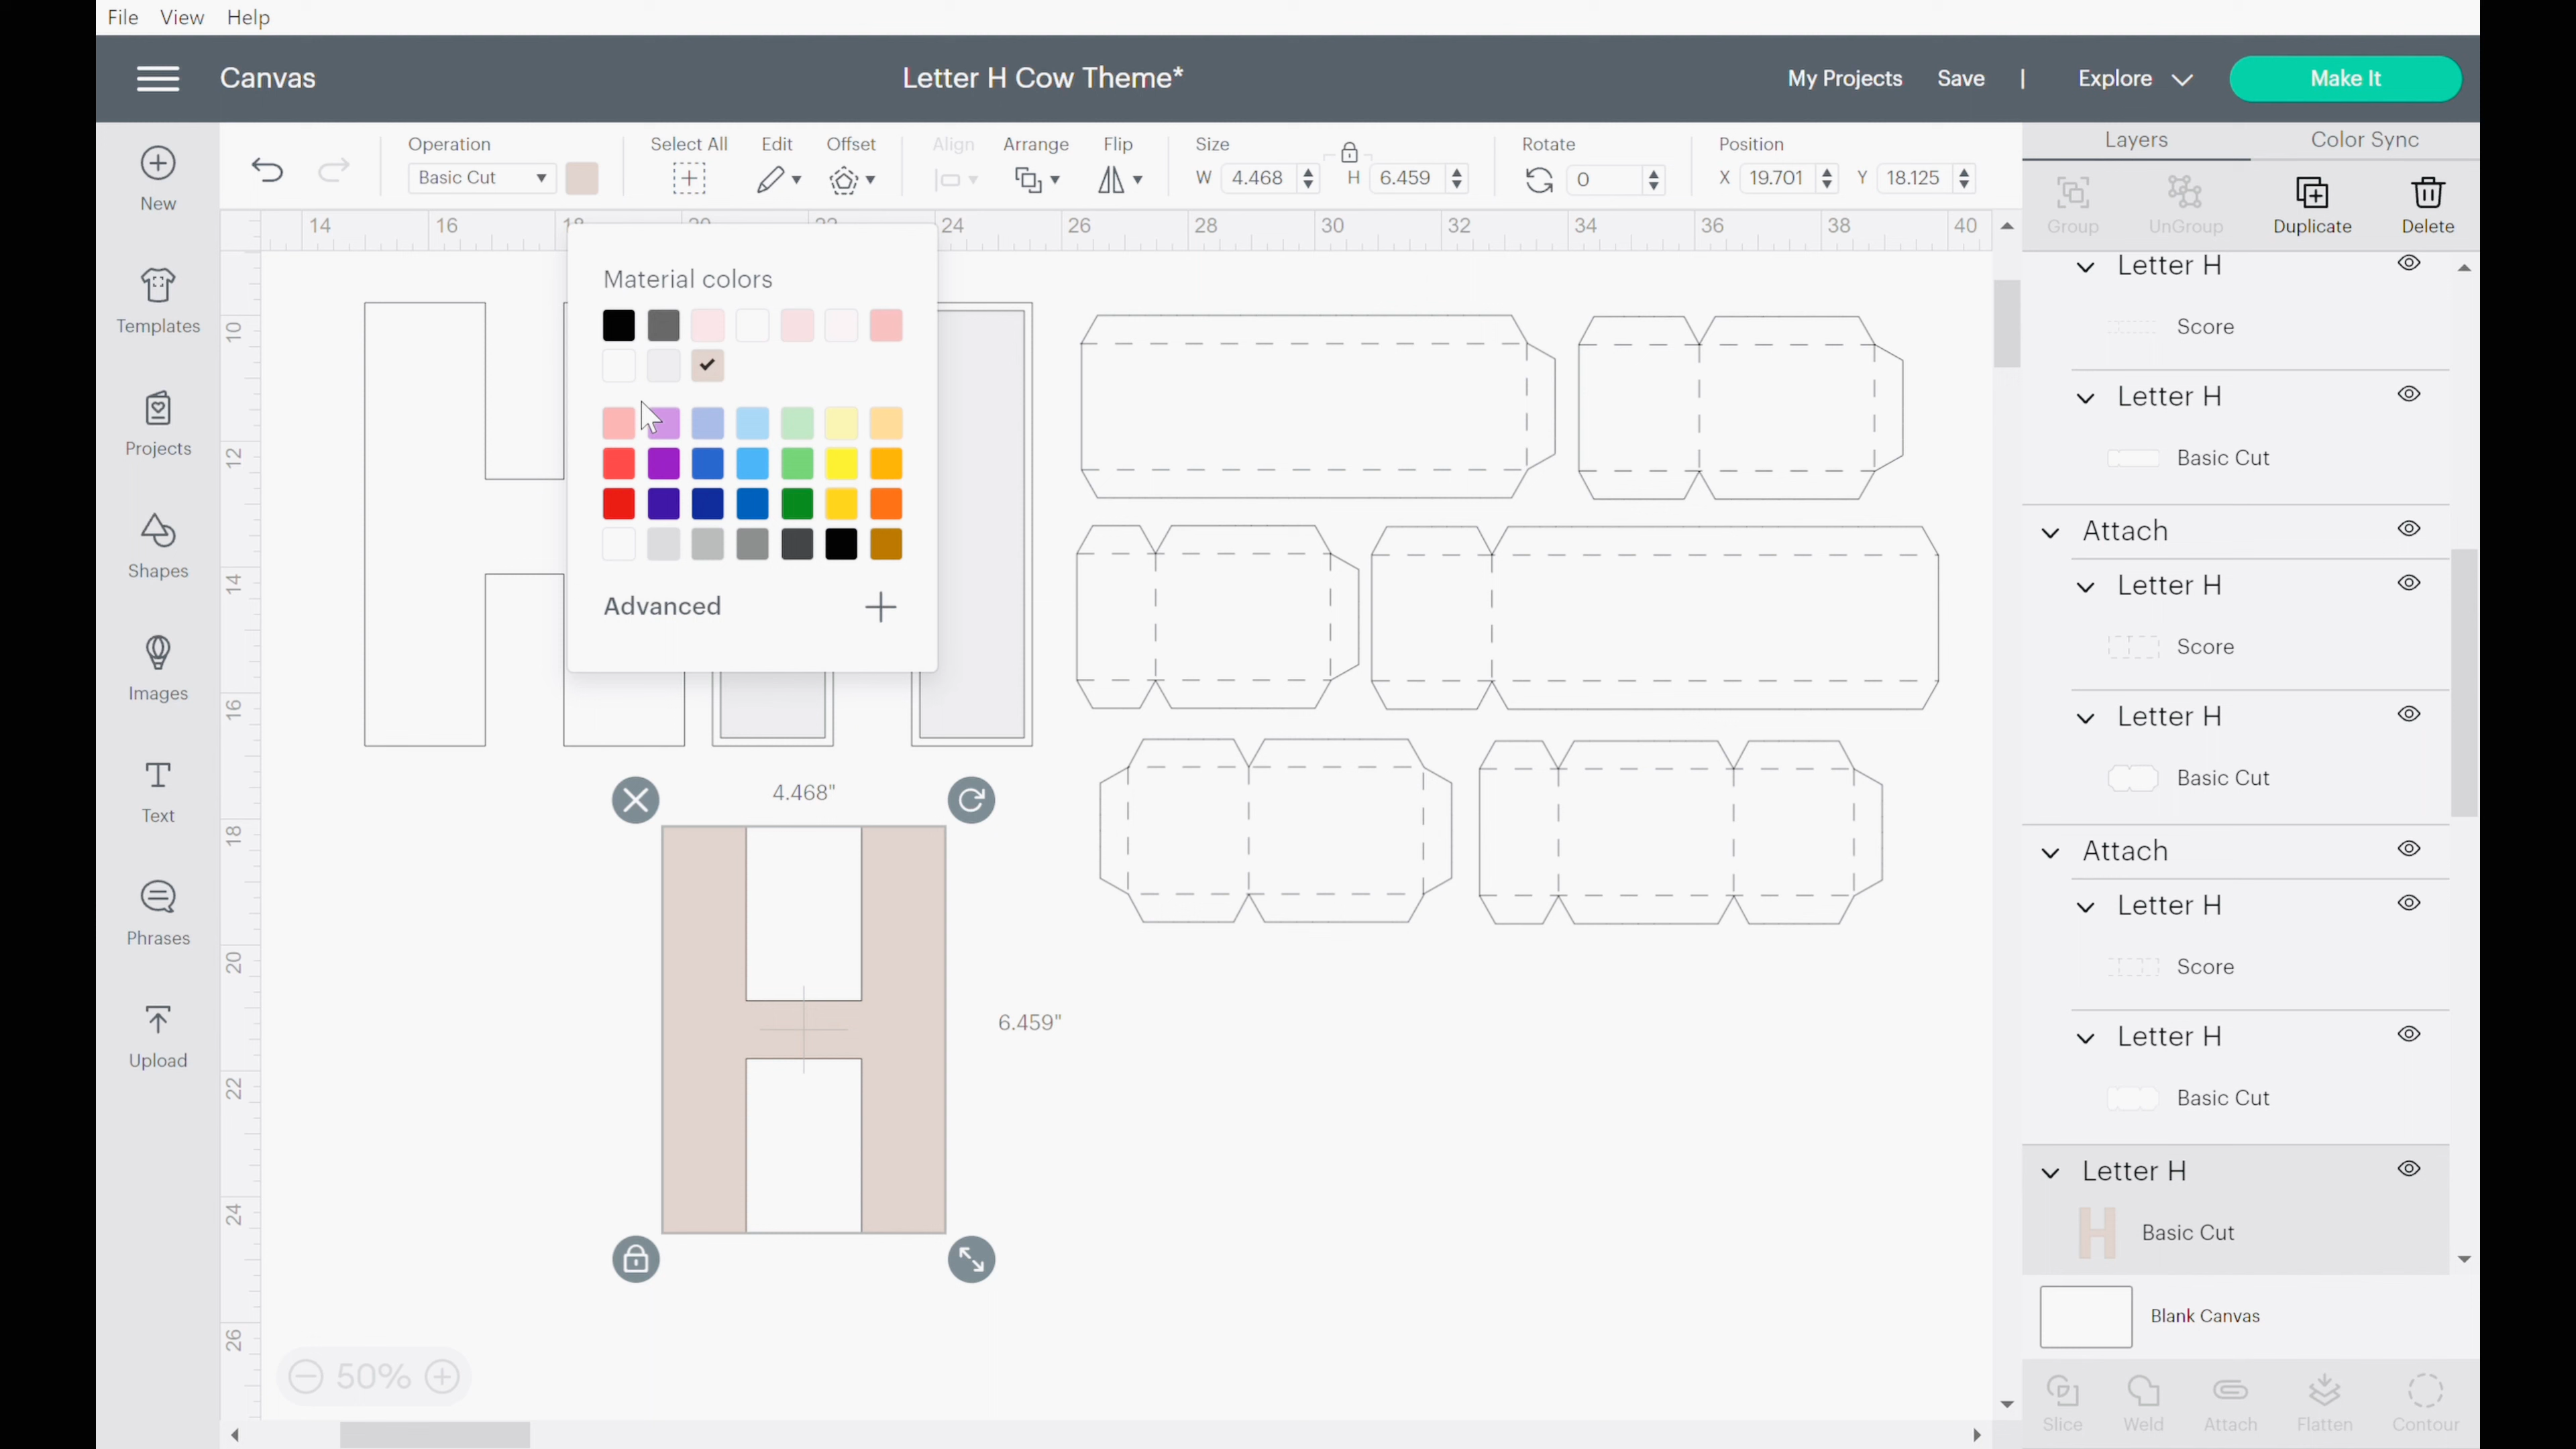 File View Help
Canvas
Letter H Cow Theme*
My Projects Save | Explore Make It
New
Templates
Projects
Shapes
Images
Text
Phrases
Upload
Operation
Basic Cut
Select All
Edit
Offset
Align
Arrange
Flip
Size
W 4.468
H 6.459
Rotate
0
Position
X 19.701
Y 18.125
14 16 18 20 22 24 26 28 30 32 34 36 38 40
10
12
14
16
18
20
22
24
26
Material colors
Advanced
4.468"
6.459"
H
50%
Layers
Color Sync
Group
UnGroup
Duplicate
Delete
Letter H
Score
Letter H
Basic Cut
Attach
Letter H
Score
Letter H
Basic Cut
Attach
Letter H
Score
Letter H
Basic Cut
Letter H
H Basic Cut
Blank Canvas
Slice
Weld
Attach
Flatten
Contour